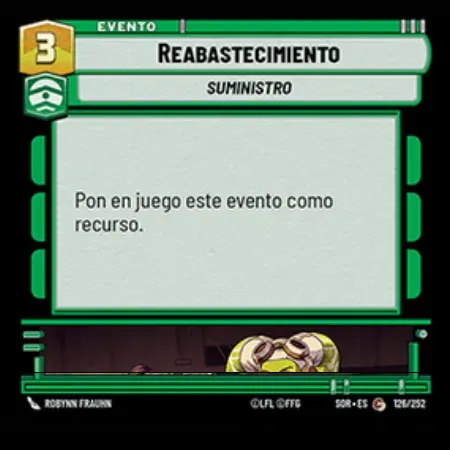 EVENTO
3
REABASTECIMIENTO
SUMINISTRO
Pon en juego este evento como
recurso.
ROBYNN FRAUHN
©LFL ©FFG
SOR • ES
C
126/252